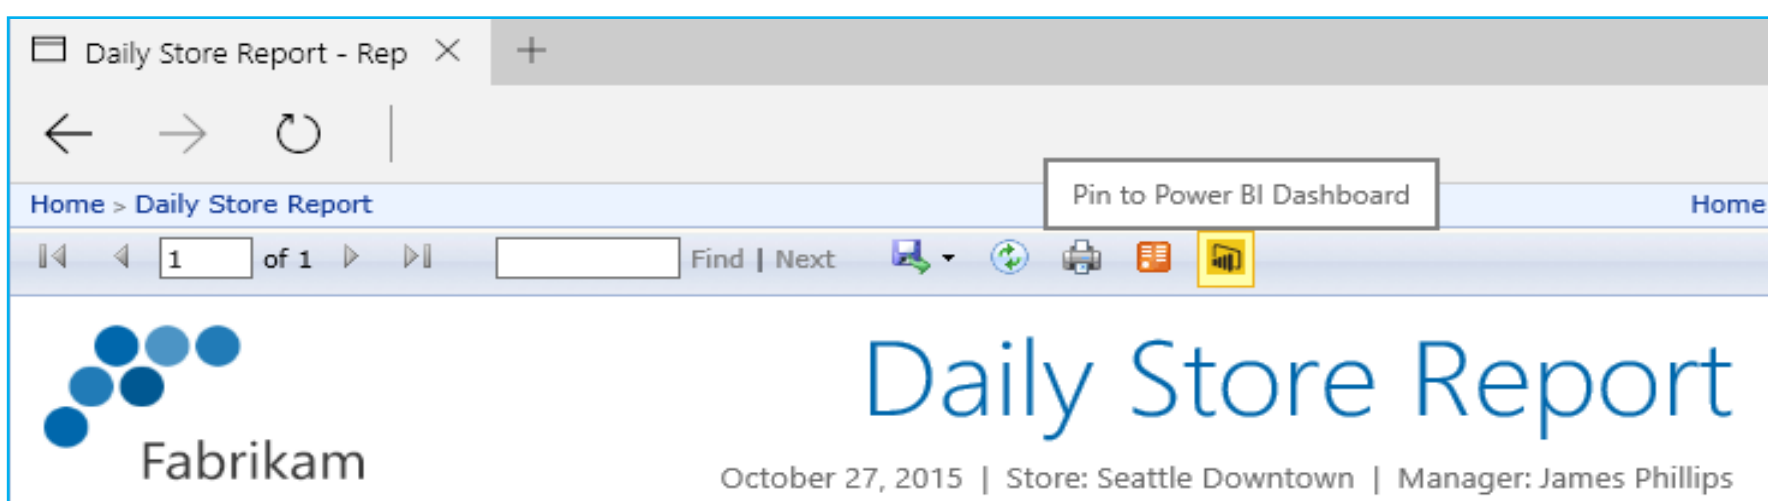 Daily Store Report - Rep
Pin to Power BI Dashboard
Home > Daily Store Report
Home
1 of 1
Find | Next
Daily Store Report
Fabrikam
October 27, 2015 | Store: Seattle Downtown | Manager: James Phillips